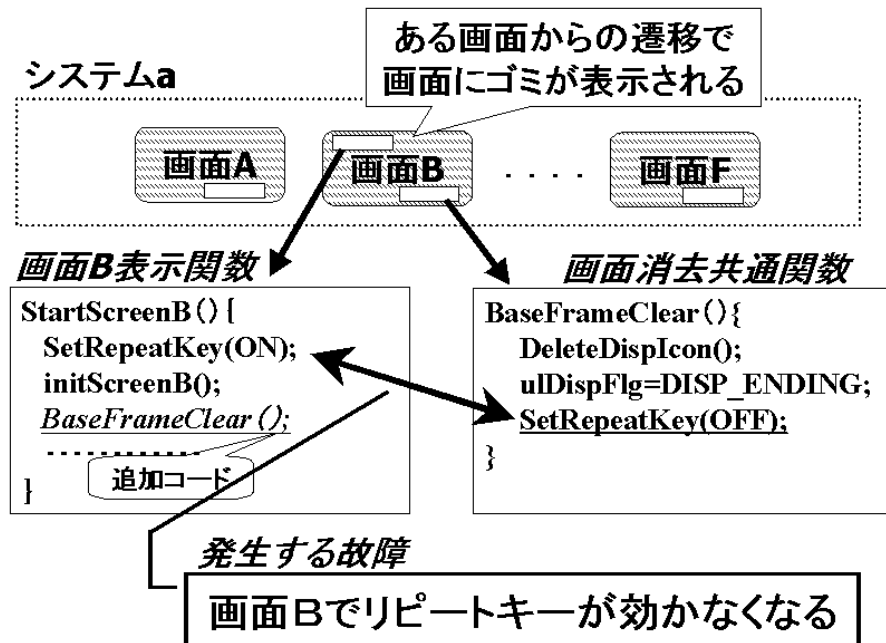 ある画面からの遷移で
画面にゴミが表示される
システムa
画面A
画面B
. . . .
画面F
画面B表示関数
StartScreenB(){
SetRepeatKey(ON);
initScreenB();
BaseFrameClear();
..............
追加コード
}
画面消去共通関数
BaseFrameClear(){
DeleteDispIcon();
ulDispFlg=DISP_ENDING;
SetRepeatKey(OFF);
}
発生する故障
画面Bでリピートキーが効かなくなる